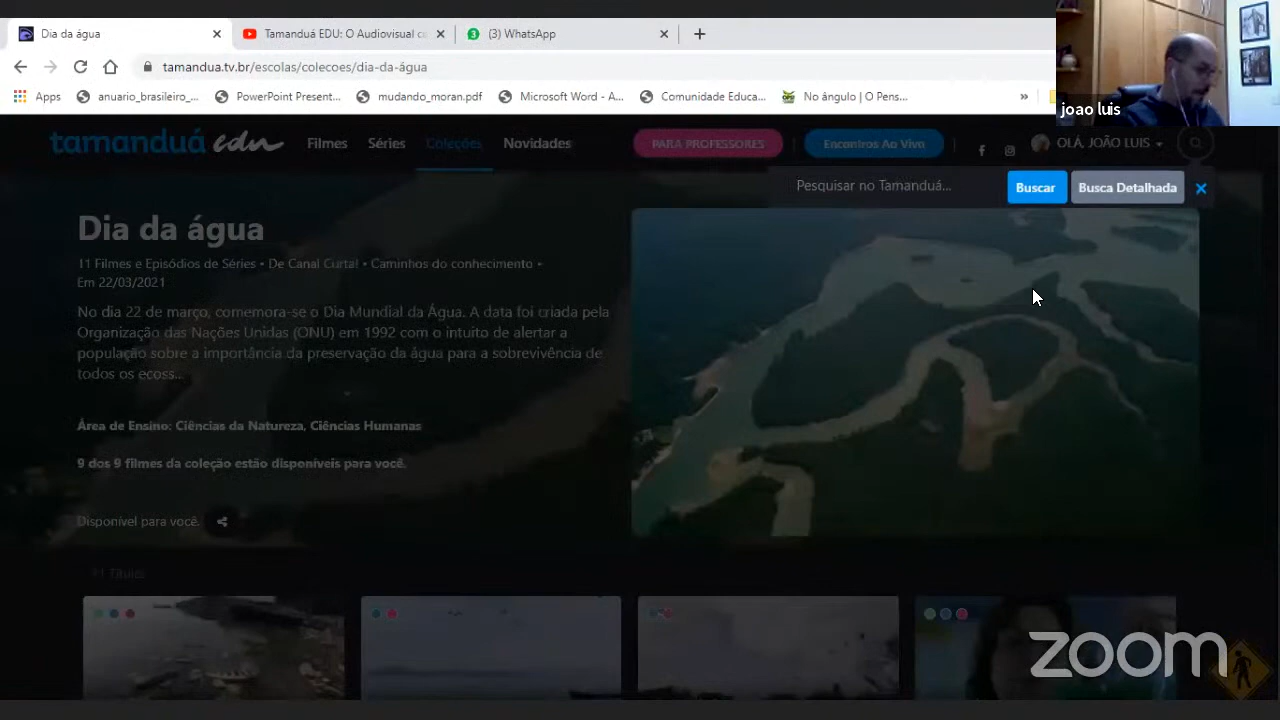 Dia da água
Tamanduá EDU: O Audiovisual c
(3) WhatsApp
tamandua.tv.br/escolas/colecoes/dia-da-água
Apps
anuario_brasileiro_...
PowerPoint Present...
mudando_moran.pdf
Microsoft Word - A...
Comunidade Educa...
No ângulo | O Pens...
»
joao luis
tamanduá edu
Filmes
Séries
Coleções
Novidades
PARA PROFESSORES
Encontros Ao Vivo
OLÁ, JOÃO LUIS
Pesquisar no Tamanduá...
Buscar
Busca Detalhada
Dia da água
11 Filmes e Episódios de Séries • De Canal Curta! • Caminhos do conhecimento •
Em 22/03/2021
No dia 22 de março, comemora-se o Dia Mundial da Água. A data foi criada pela
Organização das Nações Unidas (ONU) em 1992 com o intuito de alertar a
população sobre a importância da preservação da água para a sobrevivência de
todos os ecoss...
Área de Ensino: Ciências da Natureza, Ciências Humanas
9 dos 9 filmes da coleção estão disponíveis para você.
Disponível para você.
11 Títulos
zoom